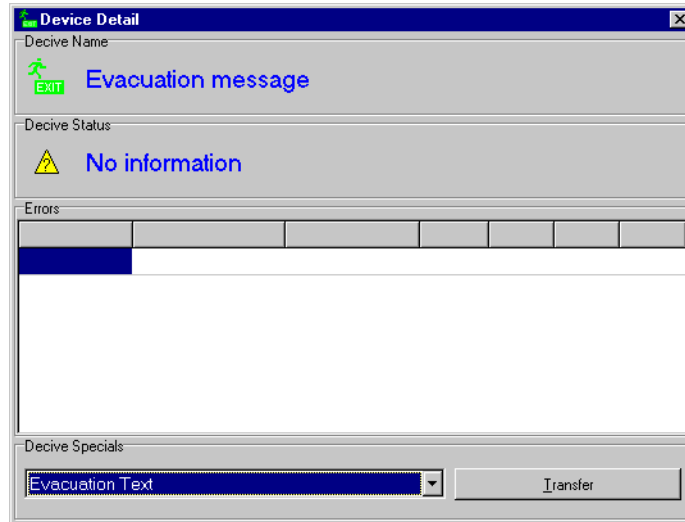 Device Detail
Decive Name
EXIT
Evacuation message
Decive Status
?
No information
Errors
Decive Specials
Evacuation Text
Transfer